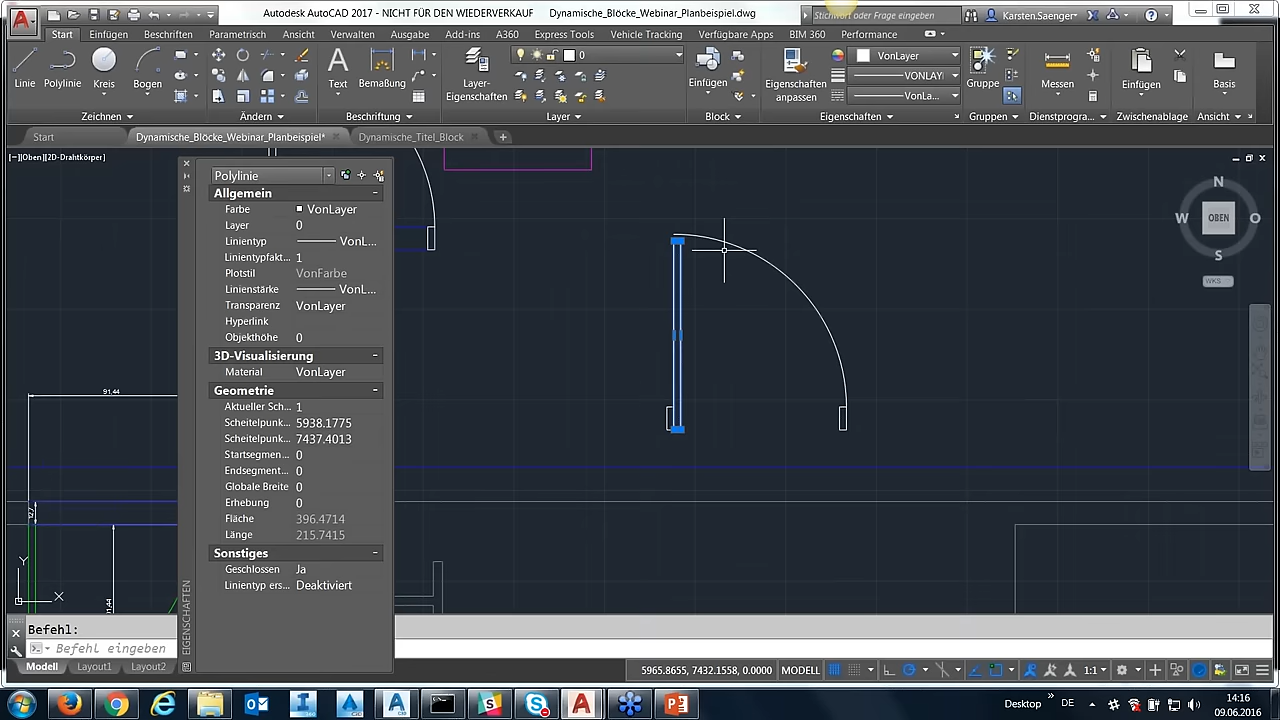 Autodesk AutoCAD 2017 - NICHT FÜR DEN WIEDERVERKAUF Dynamische_Blöcke_Webinar_Planbeispiel.dwg
Stichwort oder Frage eingeben
Karsten.Saenger...
Start Einfügen Beschriften Parametrisch Ansicht Verwalten Ausgabe Add-ins A360 Express Tools Vehicle Tracking Verfügbare Apps BIM 360 Performance
Linie Polylinie Kreis Bogen
Text Bemaßung
Layer-
Eigenschaften
0
Einfügen
Eigenschaften
anpassen
VonLayer
VONLAY...
VonLa...
Gruppe
Messen
Einfügen
Basis
Zeichnen Ändern Beschriftung Layer Block Eigenschaften Gruppen Dienstprog... Zwischenablage Ansicht
Start Dynamische_Blöcke_Webinar_Planbeispiel* Dynamische_Titel_Block
[−][Oben][2D-Drahtkörper]
Polylinie
Allgemein
Farbe VonLayer
Layer 0
Linientyp VonL...
Linientypfakt... 1
Plotstil VonFarbe
Linienstärke VonL...
Transparenz VonLayer
Hyperlink
Objekthöhe 0
3D-Visualisierung
Material VonLayer
Geometrie
Aktueller Sch... 1
Scheitelpunk... 5938.1775
Scheitelpunk... 7437.4013
Startsegmen... 0
Endsegment... 0
Globale Breite 0
Erhebung 0
Fläche 396.4714
Länge 215.7415
Sonstiges
Geschlossen Ja
Linientyp ers... Deaktiviert
EIGENSCHAFTEN
N
W OBEN O
S
WKS
91.44
Y
X
Befehl:
Befehl eingeben
Modell Layout1 Layout2
5965.8655, 7432.1558, 0.0000 MODELL
1:1
Desktop
DE
14:16
09.06.2016